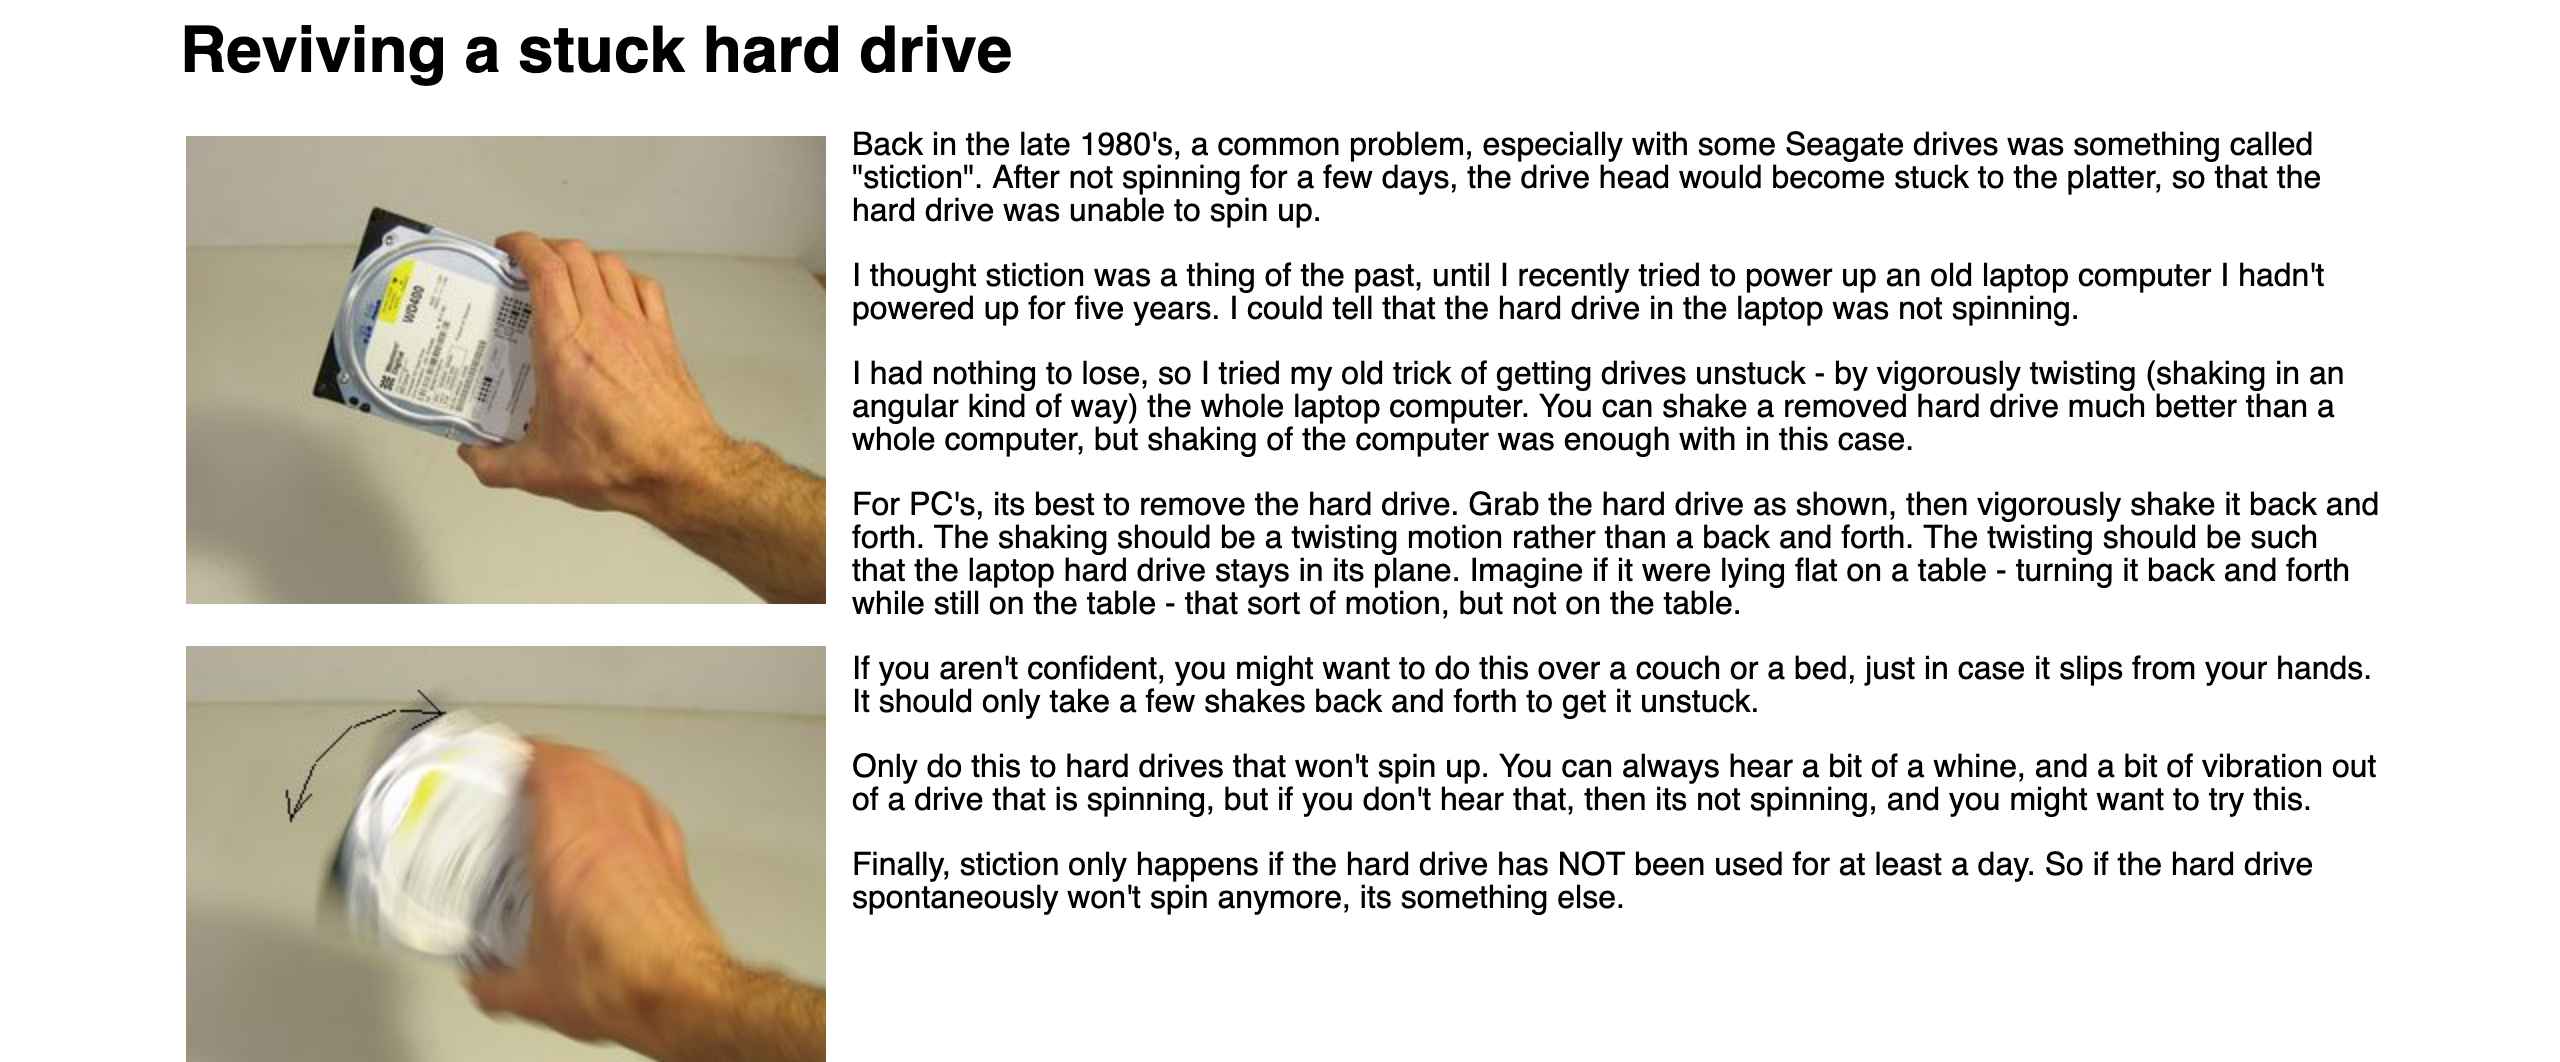 Reviving a stuck hard drive
WD400
Western
Digital
Back in the late 1980's, a common problem, especially with some Seagate drives was something called
"stiction". After not spinning for a few days, the drive head would become stuck to the platter, so that the
hard drive was unable to spin up.
I thought stiction was a thing of the past, until I recently tried to power up an old laptop computer I hadn't
powered up for five years. I could tell that the hard drive in the laptop was not spinning.
I had nothing to lose, so I tried my old trick of getting drives unstuck - by vigorously twisting (shaking in an
angular kind of way) the whole laptop computer. You can shake a removed hard drive much better than a
whole computer, but shaking of the computer was enough with in this case.
For PC's, its best to remove the hard drive. Grab the hard drive as shown, then vigorously shake it back and
forth. The shaking should be a twisting motion rather than a back and forth. The twisting should be such
that the laptop hard drive stays in its plane. Imagine if it were lying flat on a table - turning it back and forth
while still on the table - that sort of motion, but not on the table.
If you aren't confident, you might want to do this over a couch or a bed, just in case it slips from your hands.
It should only take a few shakes back and forth to get it unstuck.
Only do this to hard drives that won't spin up. You can always hear a bit of a whine, and a bit of vibration out
of a drive that is spinning, but if you don't hear that, then its not spinning, and you might want to try this.
Finally, stiction only happens if the hard drive has NOT been used for at least a day. So if the hard drive
spontaneously won't spin anymore, its something else.